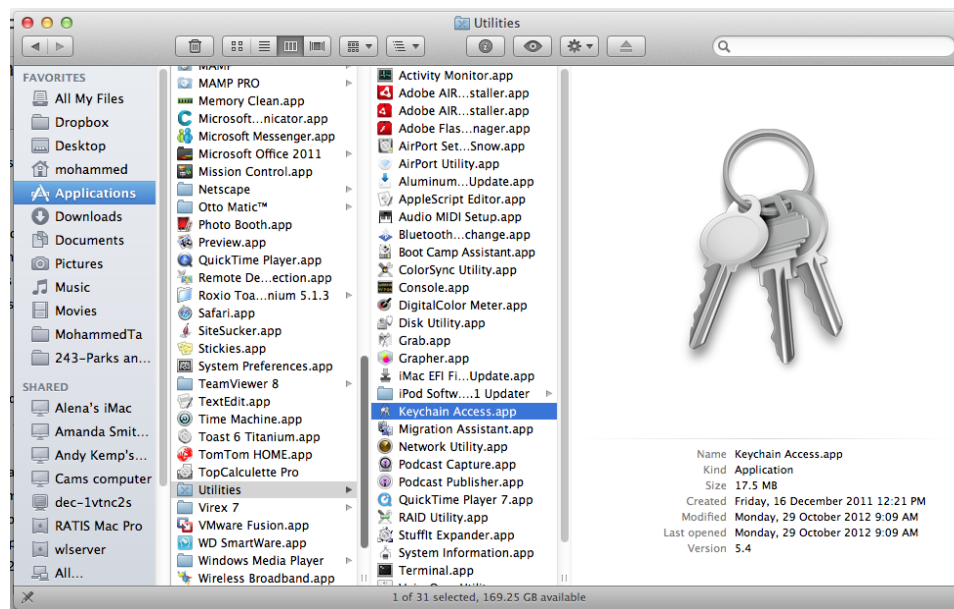 Utilities
FAVORITES
All My Files
Dropbox
Desktop
mohammed
Applications
Downloads
Documents
Pictures
Music
Movies
MohammedTa
243-Parks an...
SHARED
Alena's iMac
Amanda Smit...
Andy Kemp's...
Cams computer
dec-1vtnc2s
RATIS Mac Pro
wlserver
All...
MAMP
MAMP PRO
Memory Clean.app
Microsoft...nicator.app
Microsoft Messenger.app
Microsoft Office 2011
Mission Control.app
Netscape
Otto Matic™
Photo Booth.app
Preview.app
QuickTime Player.app
Remote De...ection.app
Roxio Toa...nium 5.1.3
Safari.app
SiteSucker.app
Stickies.app
System Preferences.app
TeamViewer 8
TextEdit.app
Time Machine.app
Toast 6 Titanium.app
TomTom HOME.app
TopCalculette Pro
Utilities
Virex 7
VMware Fusion.app
WD SmartWare.app
Windows Media Player
Wireless Broadband.app
Activity Monitor.app
Adobe AIR...staller.app
Adobe AIR...staller.app
Adobe Flas...nager.app
AirPort Set...Snow.app
AirPort Utility.app
Aluminum...Update.app
AppleScript Editor.app
Audio MIDI Setup.app
Bluetooth...change.app
Boot Camp Assistant.app
ColorSync Utility.app
Console.app
DigitalColor Meter.app
Disk Utility.app
Grab.app
Grapher.app
iMac EFI Fi...Update.app
iPod Softw....1 Updater
Keychain Access.app
Migration Assistant.app
Network Utility.app
Podcast Capture.app
Podcast Publisher.app
QuickTime Player 7.app
RAID Utility.app
StuffIt Expander.app
System Information.app
Terminal.app
Name Keychain Access.app
Kind Application
Size 17.5 MB
Created Friday, 16 December 2011 12:21 PM
Modified Monday, 29 October 2012 9:09 AM
Last opened Monday, 29 October 2012 9:09 AM
Version 5.4
1 of 31 selected, 169.25 GB available